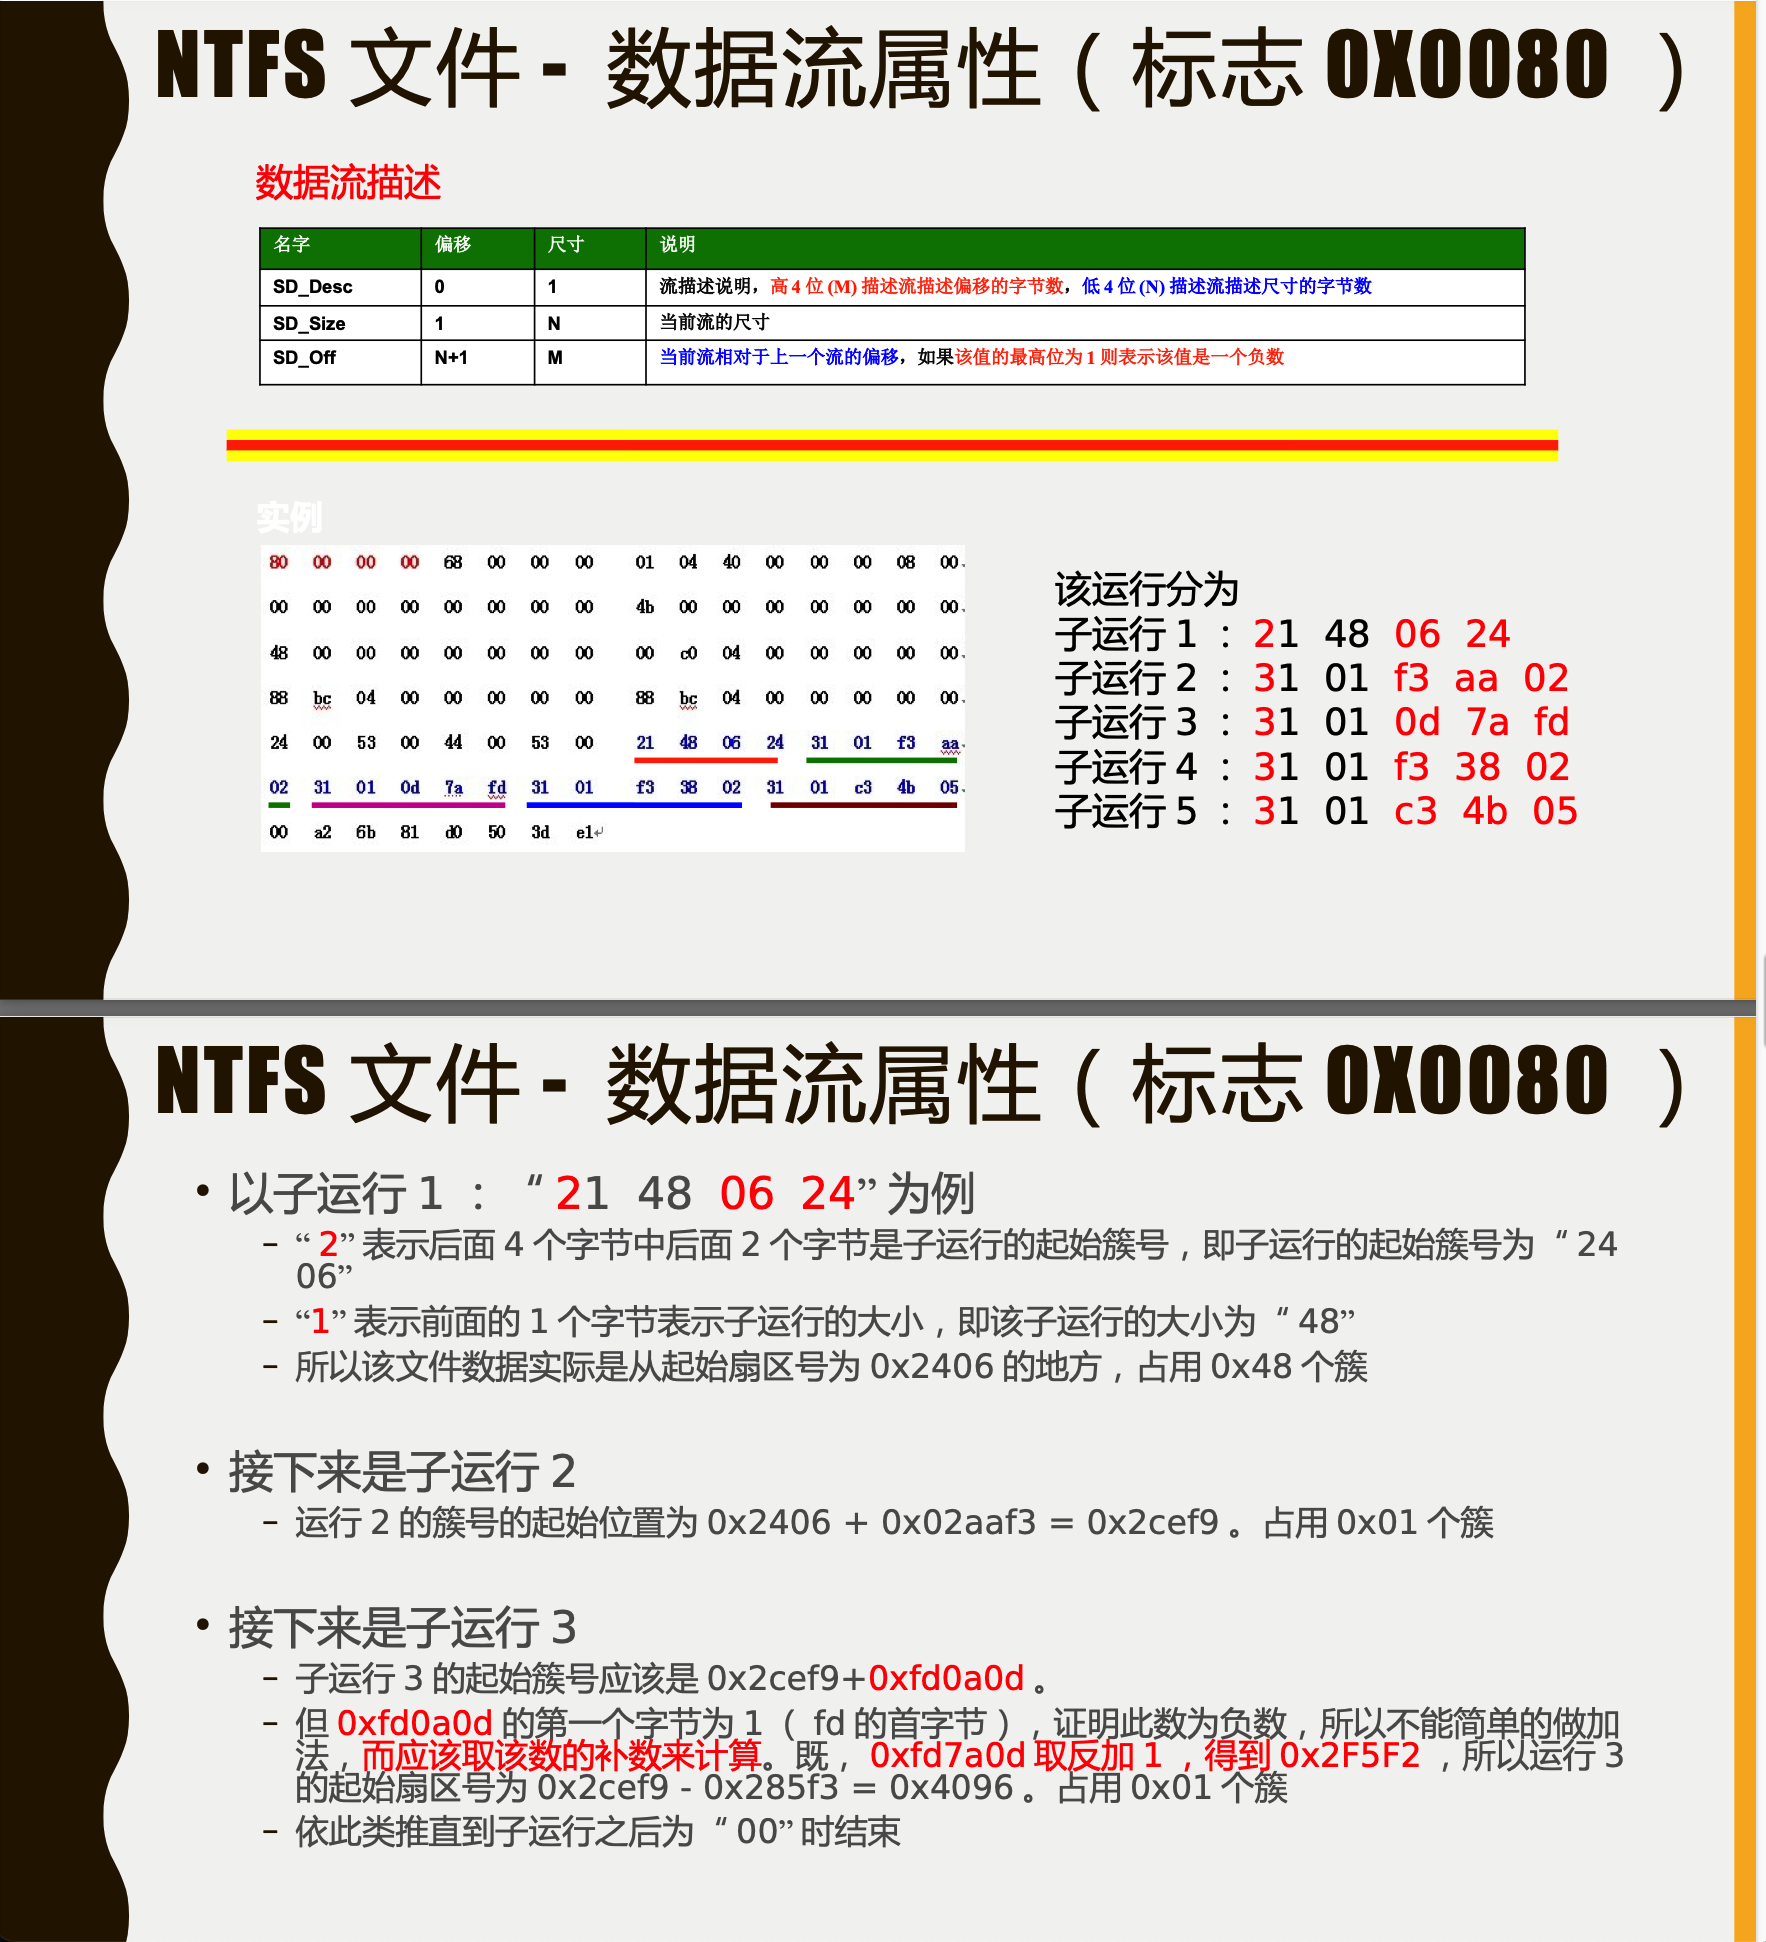 NTFS 文件 - 数据流属性（标志 0X0080 ）
数据流描述
名字 偏移 尺寸 说明
SD_Desc 0 1 流描述说明，高 4 位 (M) 描述流描述偏移的字节数，低 4 位 (N) 描述流描述尺寸的字节数
SD_Size 1 N 当前流的尺寸
SD_Off N+1 M 当前流相对于上一个流的偏移，如果该值的最高位为 1 则表示该值是一个负数
实例
80 00 00 00 68 00 00 00 01 04 40 00 00 00 08 00
00 00 00 00 00 00 00 00 4b 00 00 00 00 00 00 00
48 00 00 00 00 00 00 00 00 c0 04 00 00 00 00 00
88 bc 04 00 00 00 00 00 88 bc 04 00 00 00 00 00
24 00 53 00 44 00 53 00 21 48 06 24 31 01 f3 aa
02 31 01 0d 7a fd 31 01 f3 38 02 31 01 c3 4b 05
00 a2 6b 81 d0 50 3d e1
该运行分为
子运行 1 ： 21 48 06 24
子运行 2 ： 31 01 f3 aa 02
子运行 3 ： 31 01 0d 7a fd
子运行 4 ： 31 01 f3 38 02
子运行 5 ： 31 01 c3 4b 05
NTFS 文件 - 数据流属性（标志 0X0080 ）
• 以子运行 1 ： “ 21 48 06 24” 为例
– “ 2” 表示后面 4 个字节中后面 2 个字节是子运行的起始簇号，即子运行的起始簇号为 “ 24
06”
– “1” 表示前面的 1 个字节表示子运行的大小，即该子运行的大小为 “ 48”
– 所以该文件数据实际是从起始扇区号为 0x2406 的地方，占用 0x48 个簇
• 接下来是子运行 2
– 运行 2 的簇号的起始位置为 0x2406 + 0x02aaf3 = 0x2cef9 。占用 0x01 个簇
• 接下来是子运行 3
– 子运行 3 的起始簇号应该是 0x2cef9+0xfd0a0d 。
– 但 0xfd0a0d 的第一个字节为 1 （ fd 的首字节），证明此数为负数，所以不能简单的做加
法，而应该取该数的补数来计算。既， 0xfd7a0d 取反加 1 ，得到 0x2F5F2 ，所以运行 3
的起始扇区号为 0x2cef9 - 0x285f3 = 0x4096 。占用 0x01 个簇
– 依此类推直到子运行之后为 “ 00” 时结束